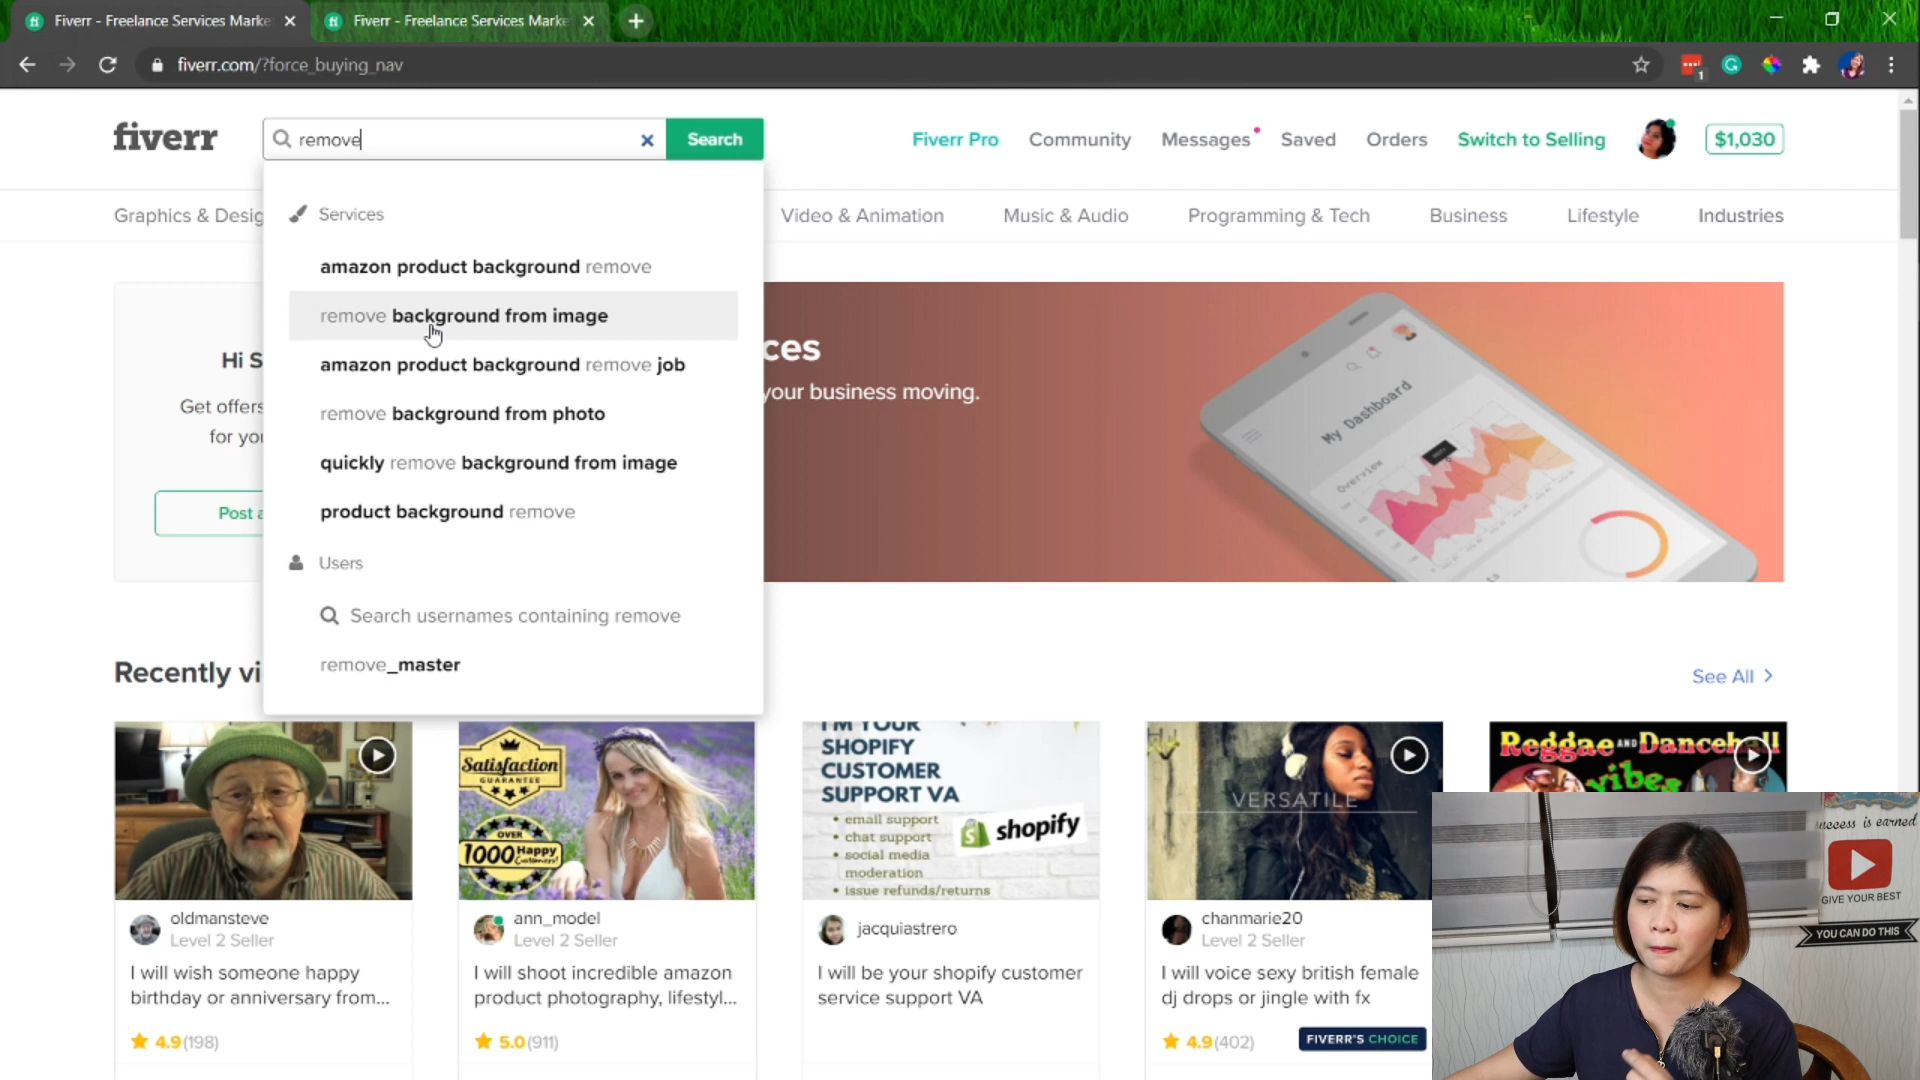 Fiverr - Freelance Services Marke
Fiverr - Freelance Services Marke
fiverr.com/?force_buying_nav
1
fiverr
remove
Search
Fiverr Pro
Community
Messages
Saved
Orders
Switch to Selling
$1,030
Graphics & Desig
Video & Animation
Music & Audio
Programming & Tech
Business
Lifestyle
Industries
Services
amazon product background remove
remove background from image
amazon product background remove job
remove background from photo
quickly remove background from image
product background remove
Users
Search usernames containing remove
remove_master
Hi S
Get offers
for you
Post a
ces
your business moving.
My Dashboard
Overview
Recently vi
See All
Satisfaction
GUARANTEE
OVER
1000 Happy
Customers!
I'M YOUR
SHOPIFY
CUSTOMER
SUPPORT VA
• email support
• chat support
• social media
moderation
• issue refunds/returns
shopify
VERSATILE
Reggae AND Dancehall
vibes
oldmansteve
Level 2 Seller
I will wish someone happy
birthday or anniversary from...
4.9 (198)
ann_model
Level 2 Seller
I will shoot incredible amazon
product photography, lifestyl...
5.0 (911)
jacquiastrero
I will be your shopify customer
service support VA
chanmarie20
Level 2 Seller
I will voice sexy british female
dj drops or jingle with fx
4.9 (402)
FIVERR'S CHOICE
success is earned
GIVE YOUR BEST
YOU CAN DO THIS